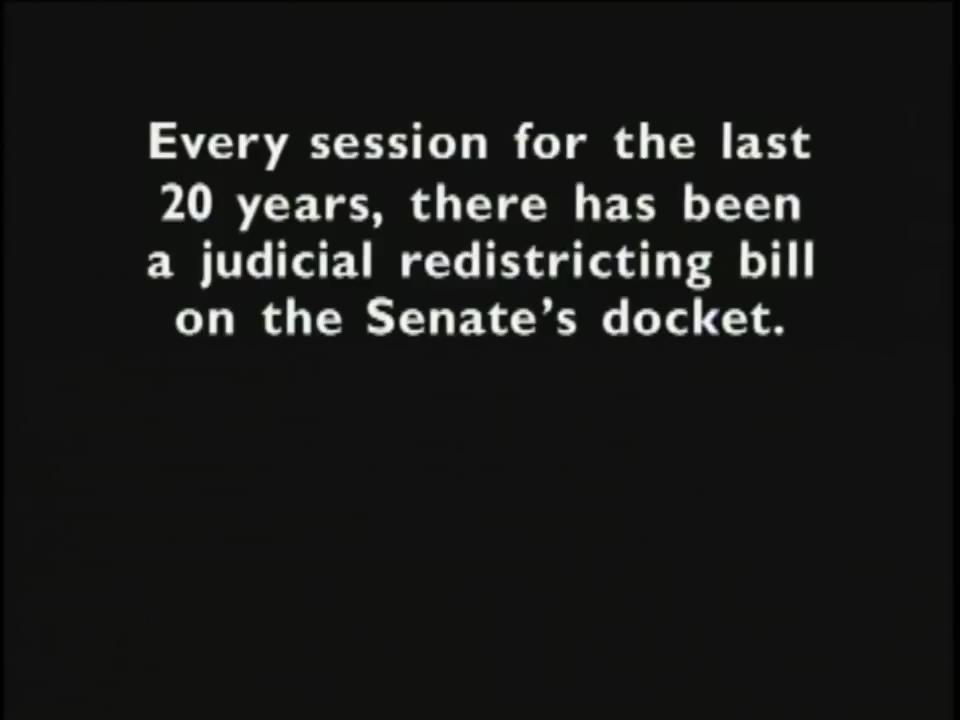 Every session for the last
20 years, there has been
a judicial redistricting bill
on the Senate’s docket.